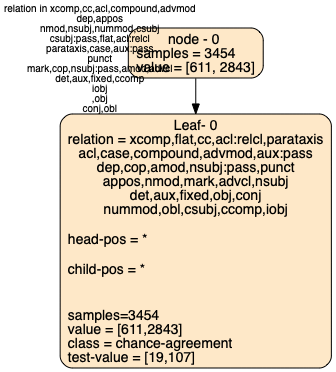 relation in xcomp,cc,acl,compound,advmod
dep,appos
nmod,nsubj,nummod,csubj
csubj:pass,flat,acl:relcl
parataxis,case,aux:pass
punct
mark,cop,nsubj:pass,
det,aux,fixed,ccomp
iobj
,obj
conj,obl
node - 0
samples = 3454
value = [611, 2843]
Leaf- 0
relation = xcomp,flat,cc,acl:relcl,parataxis
acl,case,compound,advmod,aux:pass
dep,cop,amod,nsubj:pass,punct
appos,nmod,mark,advcl,nsubj
det,aux,fixed,obj,conj
nummod,obl,csubj,ccomp,iobj
head-pos = *
child-pos = *
samples=3454
value = [611,2843]
class = chance-agreement
test-value = [19,107]